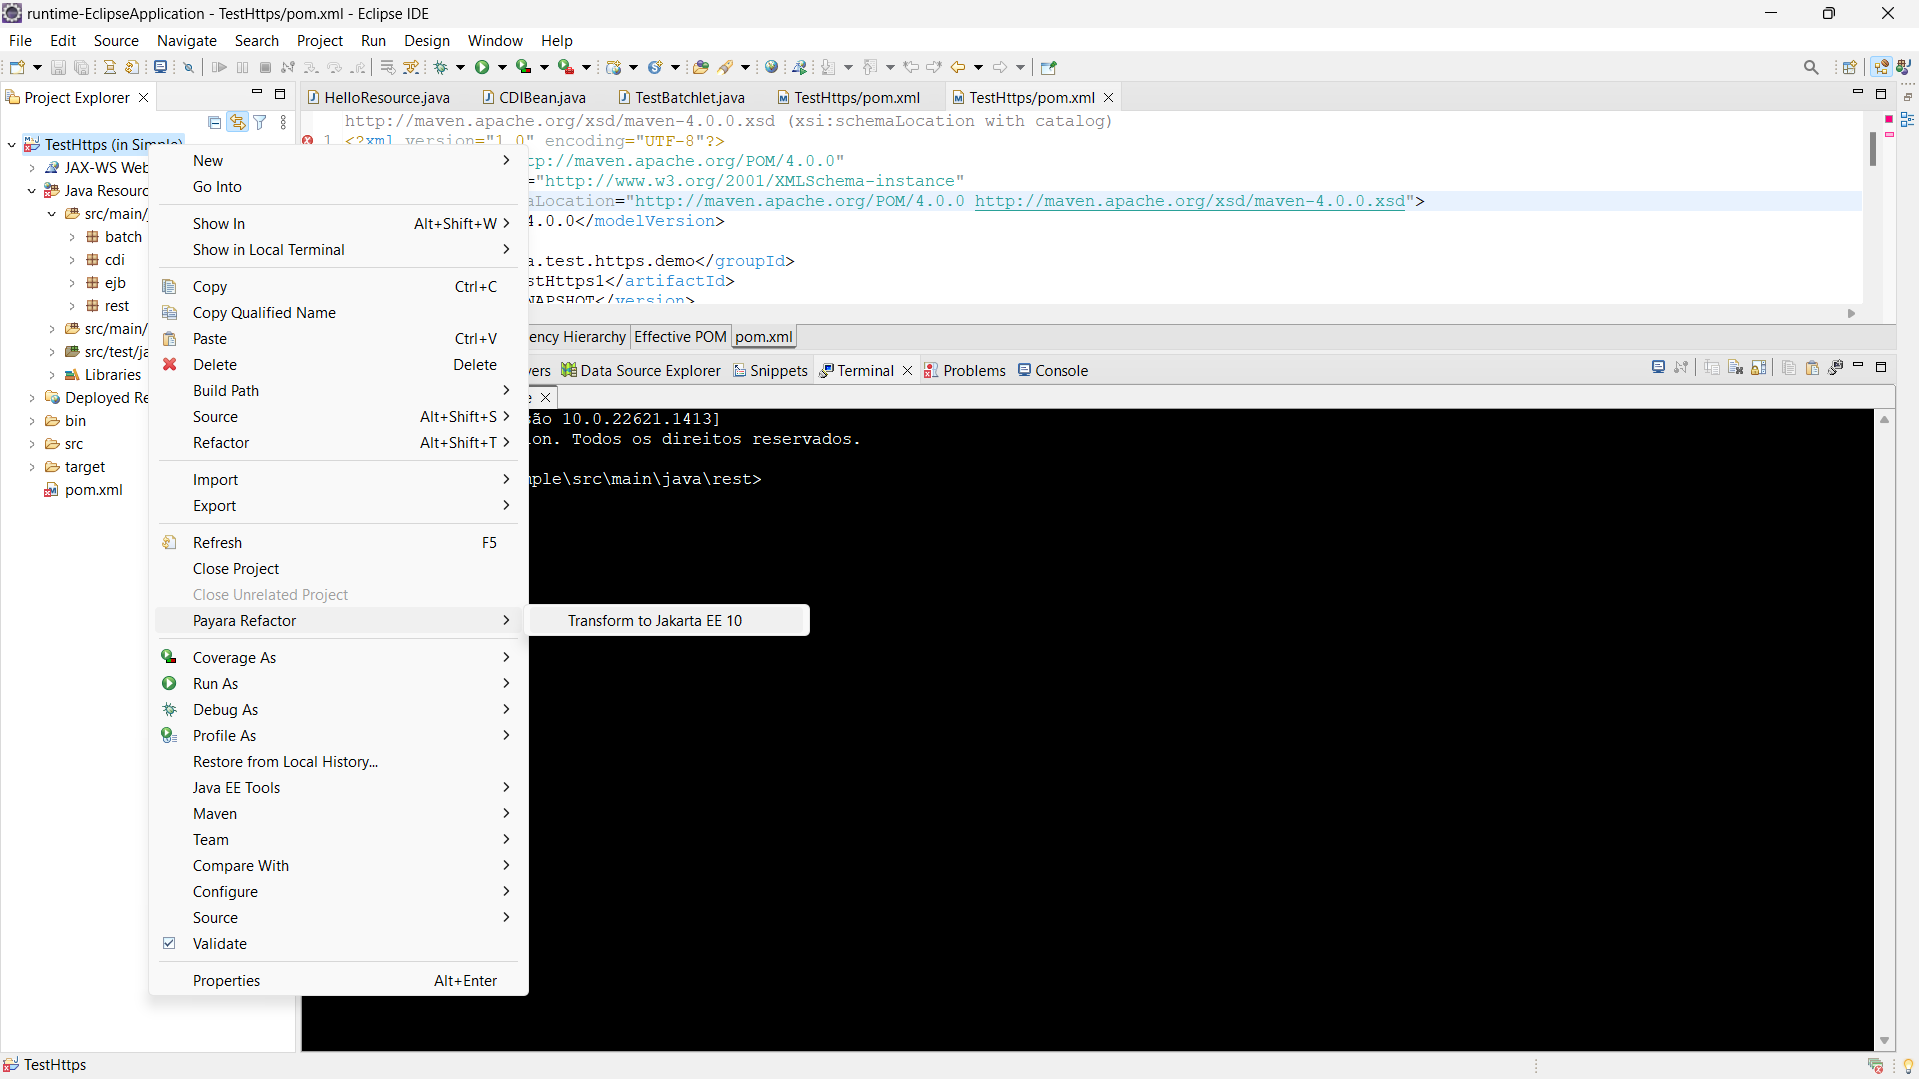 runtime-EclipseApplication - TestHttps/pom.xml - Eclipse IDE
File Edit Source Navigate Search Project Run Design Window Help
Project Explorer
HelloResource.java CDIBean.java TestBatchlet.java TestHttps/pom.xml TestHttps/pom.xml
http://maven.apache.org/xsd/maven-4.0.0.xsd (xsi:schemaLocation with catalog)
1 <?xml version="1.0" encoding="UTF-8"?>
tp://maven.apache.org/POM/4.0.0"
="http://www.w3.org/2001/XMLSchema-instance"
aLocation="http://maven.apache.org/POM/4.0.0 http://maven.apache.org/xsd/maven-4.0.0.xsd">
4.0.0</modelVersion>
a.test.https.demo</groupId>
stHttps1</artifactId>
NAPSHOT</version>
ency Hierarchy Effective POM pom.xml
TestHttps (in Simple)
JAX-WS Web
Java Resourc
src/main/
batch
cdi
ejb
rest
src/main/
src/test/ja
Libraries
Deployed Re
bin
src
target
pom.xml
New
Go Into
Show In Alt+Shift+W
Show in Local Terminal
Copy Ctrl+C
Copy Qualified Name
Paste Ctrl+V
Delete Delete
Build Path
Source Alt+Shift+S
Refactor Alt+Shift+T
Import
Export
Refresh F5
Close Project
Close Unrelated Project
Payara Refactor
Transform to Jakarta EE 10
Coverage As
Run As
Debug As
Profile As
Restore from Local History...
Java EE Tools
Maven
Team
Compare With
Configure
Source
Validate
Properties Alt+Enter
vers Data Source Explorer Snippets Terminal Problems Console
são 10.0.22621.1413]
ion. Todos os direitos reservados.
mple\src\main\java\rest>
TestHttps